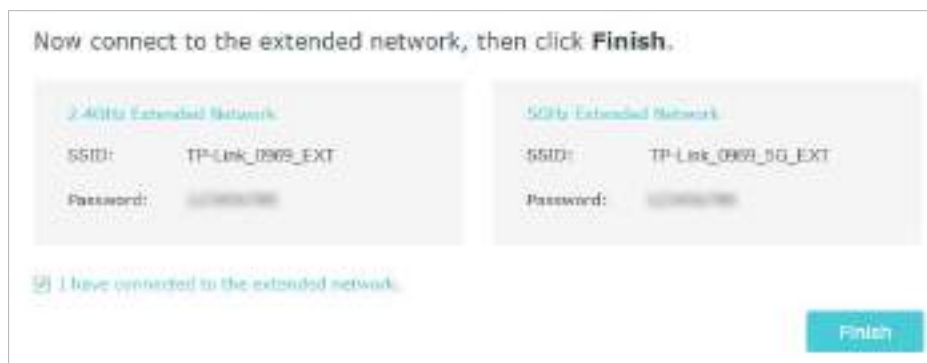 Now connect to the extended network, then click Finish.
2.4GHz Extended Network
5GHz Extended Network
SSID: TP-Link_0969_EXT
SSID: TP-Link_0969_5G_EXT
Password:
Password:
I have connected to the extended network.
Finish